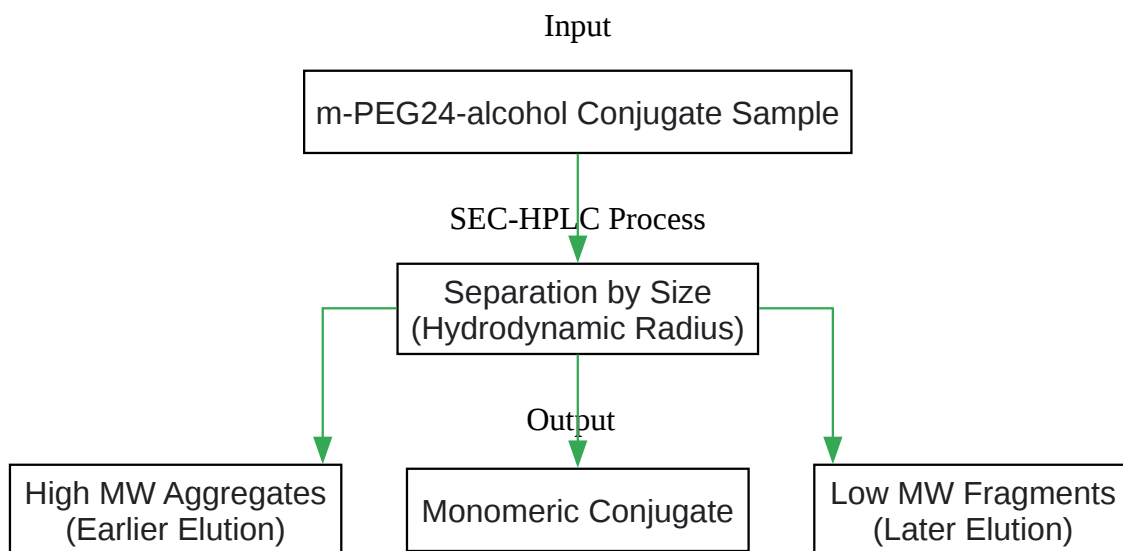 Input
m-PEG24-alcohol Conjugate Sample
SEC-HPLC Process
Separation by Size
(Hydrodynamic Radius)
Output
High MW Aggregates
(Earlier Elution)
Monomeric Conjugate
Low MW Fragments
(Later Elution)